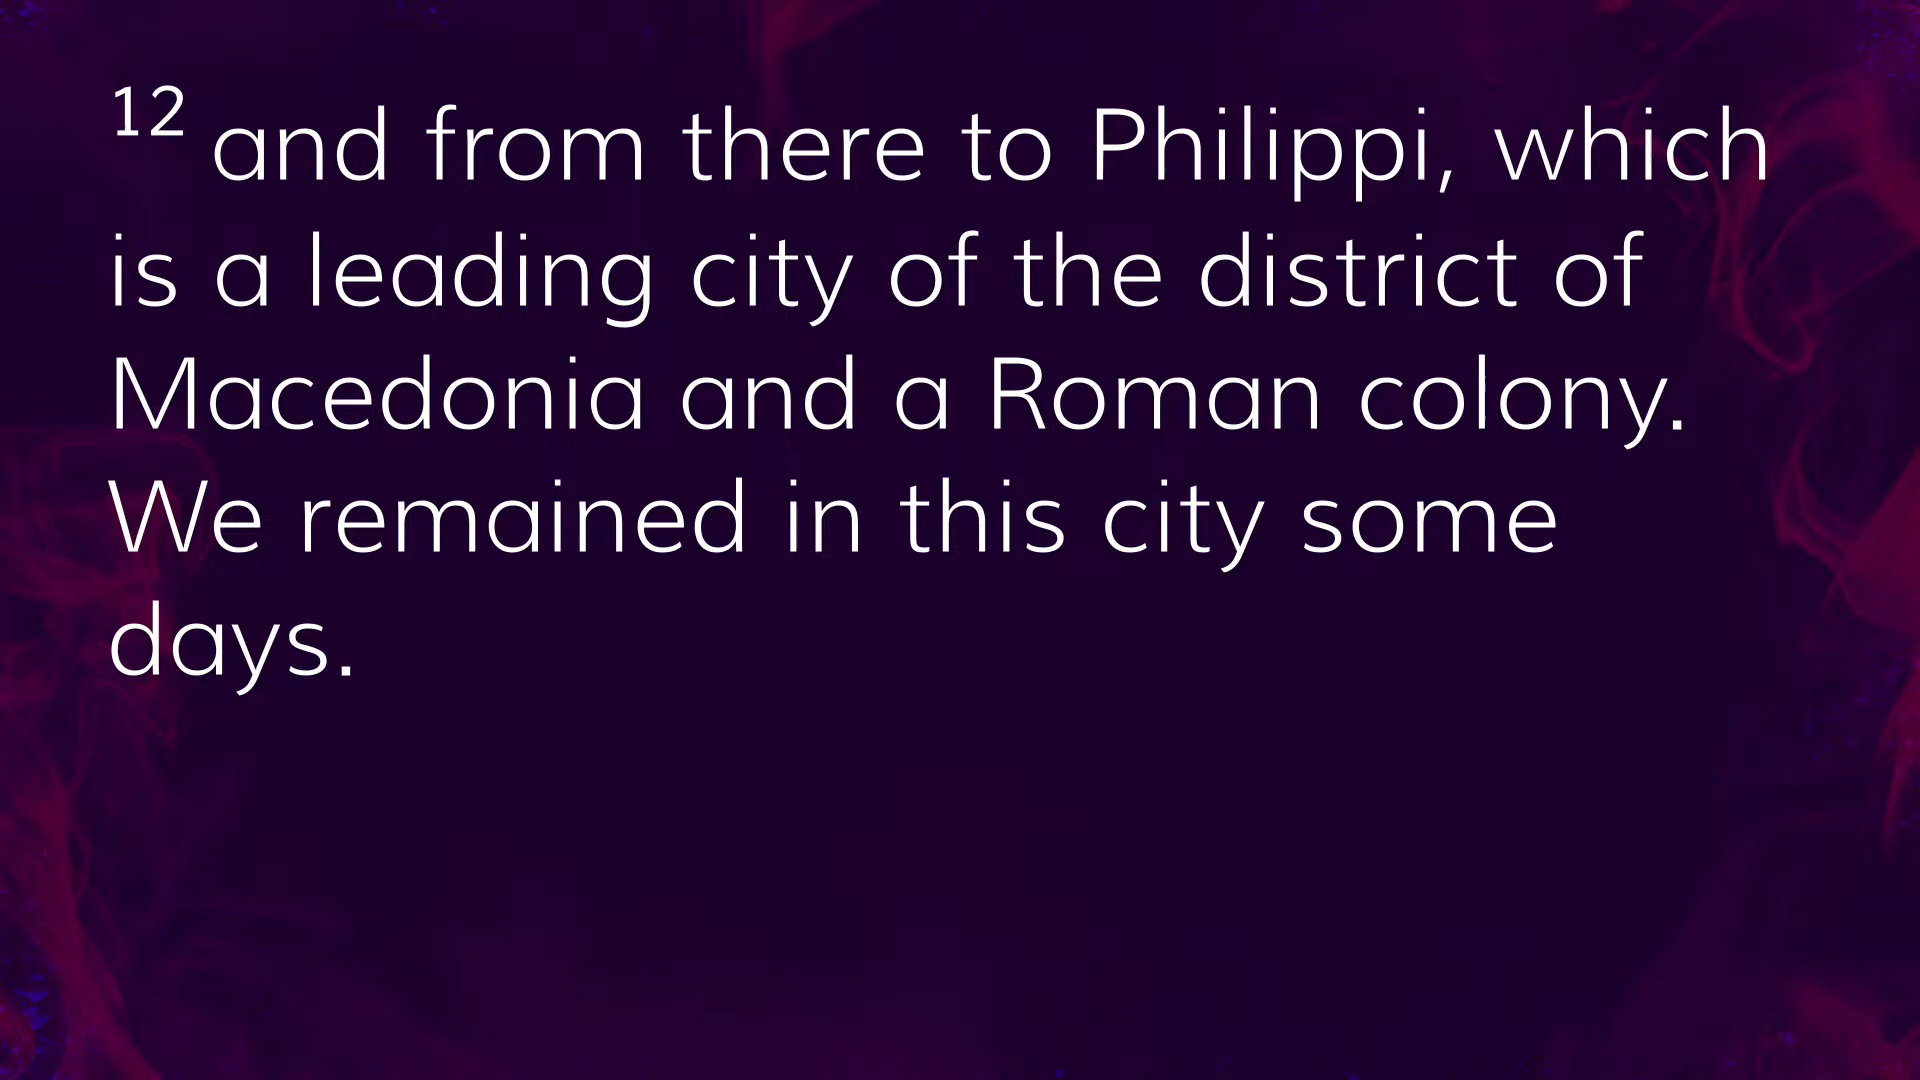 12 and from there to Philippi, which
is a leading city of the district of
Macedonia and a Roman colony.
We remained in this city some
days.